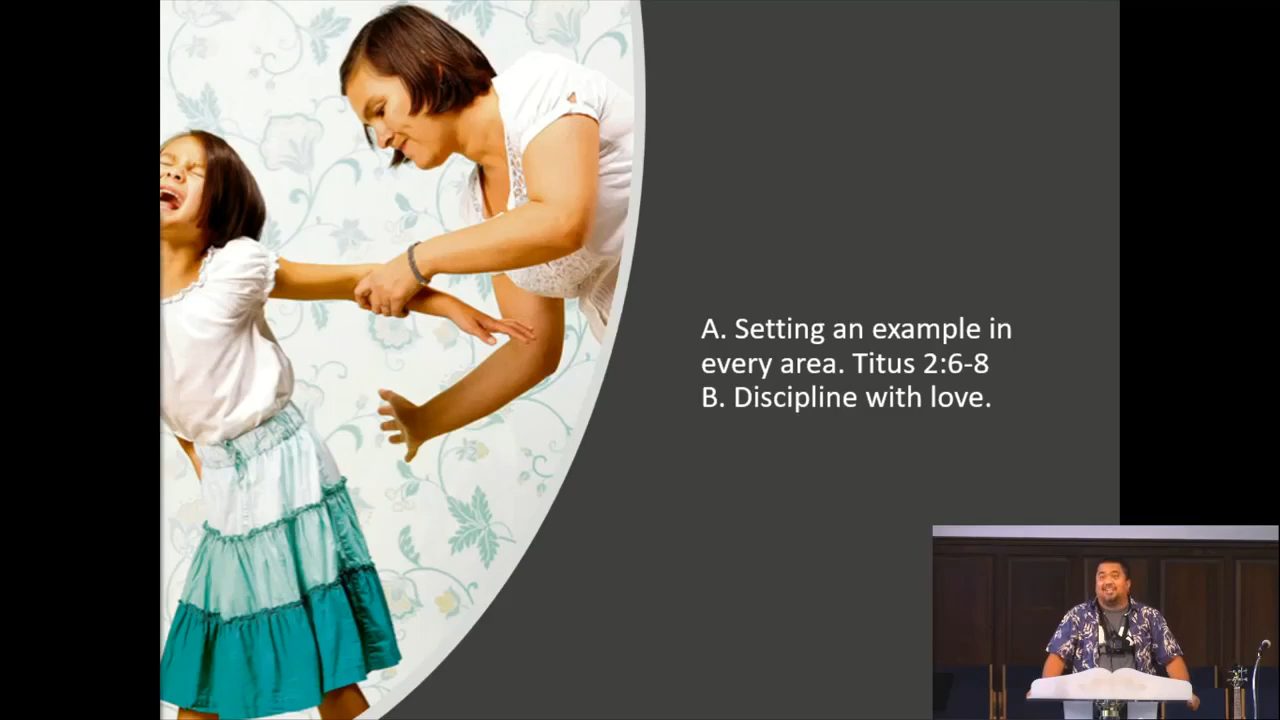 A. Setting an example in
every area. Titus 2:6-8
B. Discipline with love.